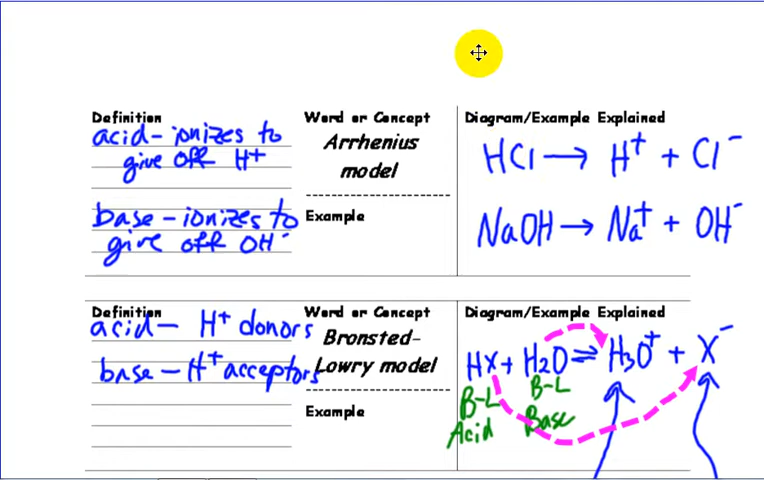 Definition
acid- ionizes to
give off H⁺
base - ionizes to
give off OH⁻
Word or Concept
Arrhenius
model
Example
Diagram/Example Explained
HCl → H⁺ + Cl⁻
NaOH → Na⁺ + OH⁻
Definition
acid- H⁺ donors
base - H⁺ acceptors
Word or Concept
Bronsted-
Lowry model
Example
Diagram/Example Explained
HX + H2O ⇌ H3O⁺ + X⁻
B-L
Acid
B-L
Base